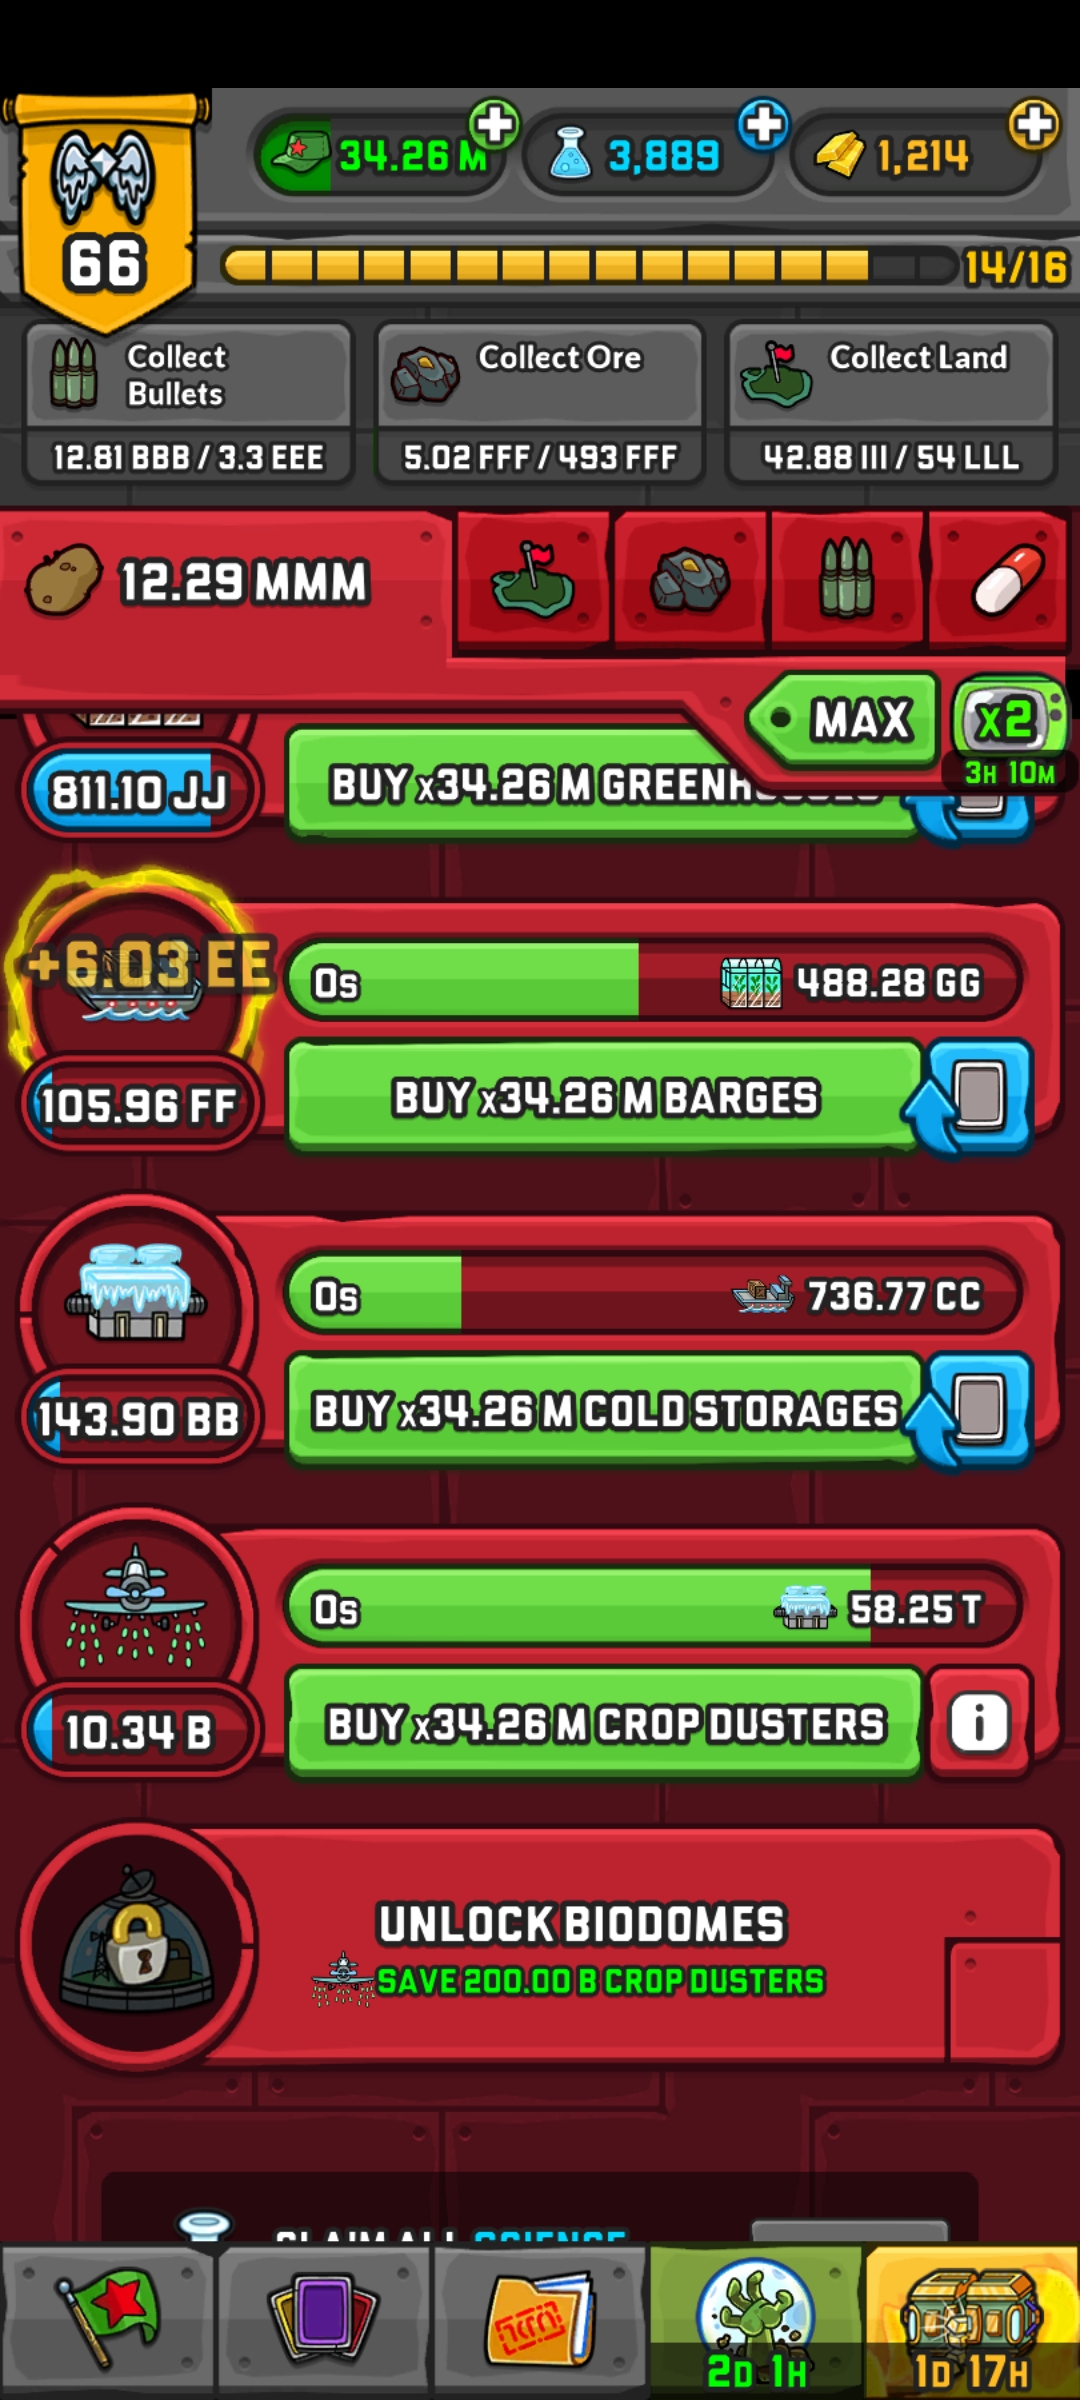 34.26 M
3,889
1,214
66
14/16
Collect
Bullets
12.81 BBB / 3.3 EEE
Collect Ore
5.02 FFF / 493 FFF
Collect Land
42.88 III / 54 LLL
12.29 MMM
MAX
x2
3H 10M
811.10 JJ
BUY x34.26 M GREENHOUSES
+6.03 EE
0s
488.28 GG
105.96 FF
BUY x34.26 M BARGES
0s
736.77 CC
143.90 BB
BUY x34.26 M COLD STORAGES
0s
58.25 T
10.34 B
BUY x34.26 M CROP DUSTERS
i
UNLOCK BIODOMES
SAVE 200.00 B CROP DUSTERS
CLAIM ALL SCIENCE
2D 1H
1D 17H